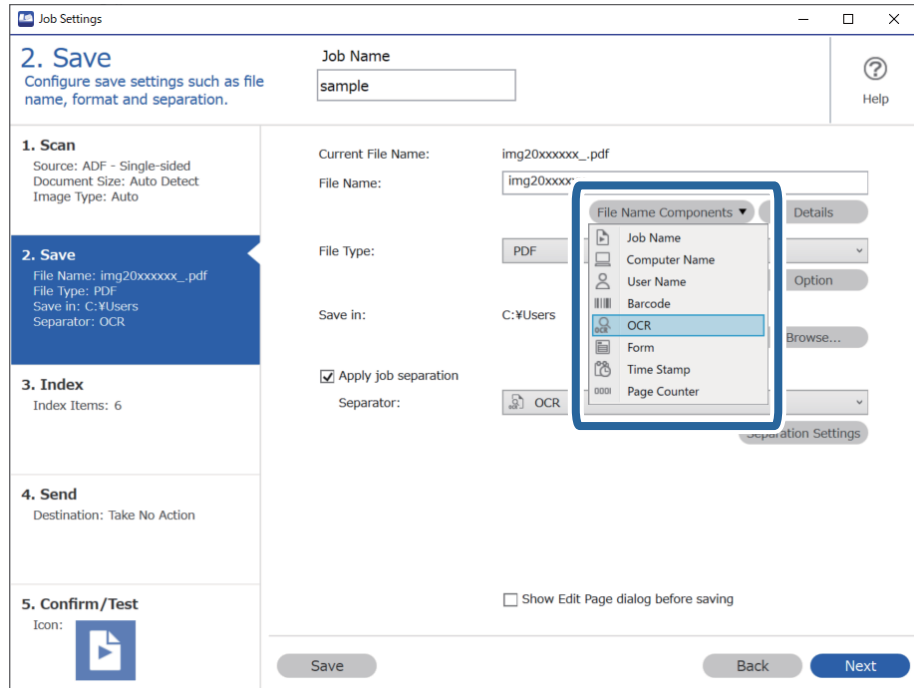 Job Settings
2. Save
Configure save settings such as file
name, format and separation.
Job Name
sample
Help
1. Scan
Source: ADF - Single-sided
Document Size: Auto Detect
Image Type: Auto
2. Save
File Name: img20xxxxxx_.pdf
File Type: PDF
Save in: C:¥Users
Separator: OCR
3. Index
Index Items: 6
4. Send
Destination: Take No Action
5. Confirm/Test
Icon:
Current File Name: img20xxxxxx_.pdf
File Name: img20xxxx
File Name Components ▼
Details
Job Name
Computer Name
User Name
Barcode
OCR OCR
Form
Time Stamp
0001 Page Counter
File Type: PDF
Option
Save in: C:¥Users
Browse...
Apply job separation
Separator: OCR
Separation Settings
Show Edit Page dialog before saving
Save
Back
Next